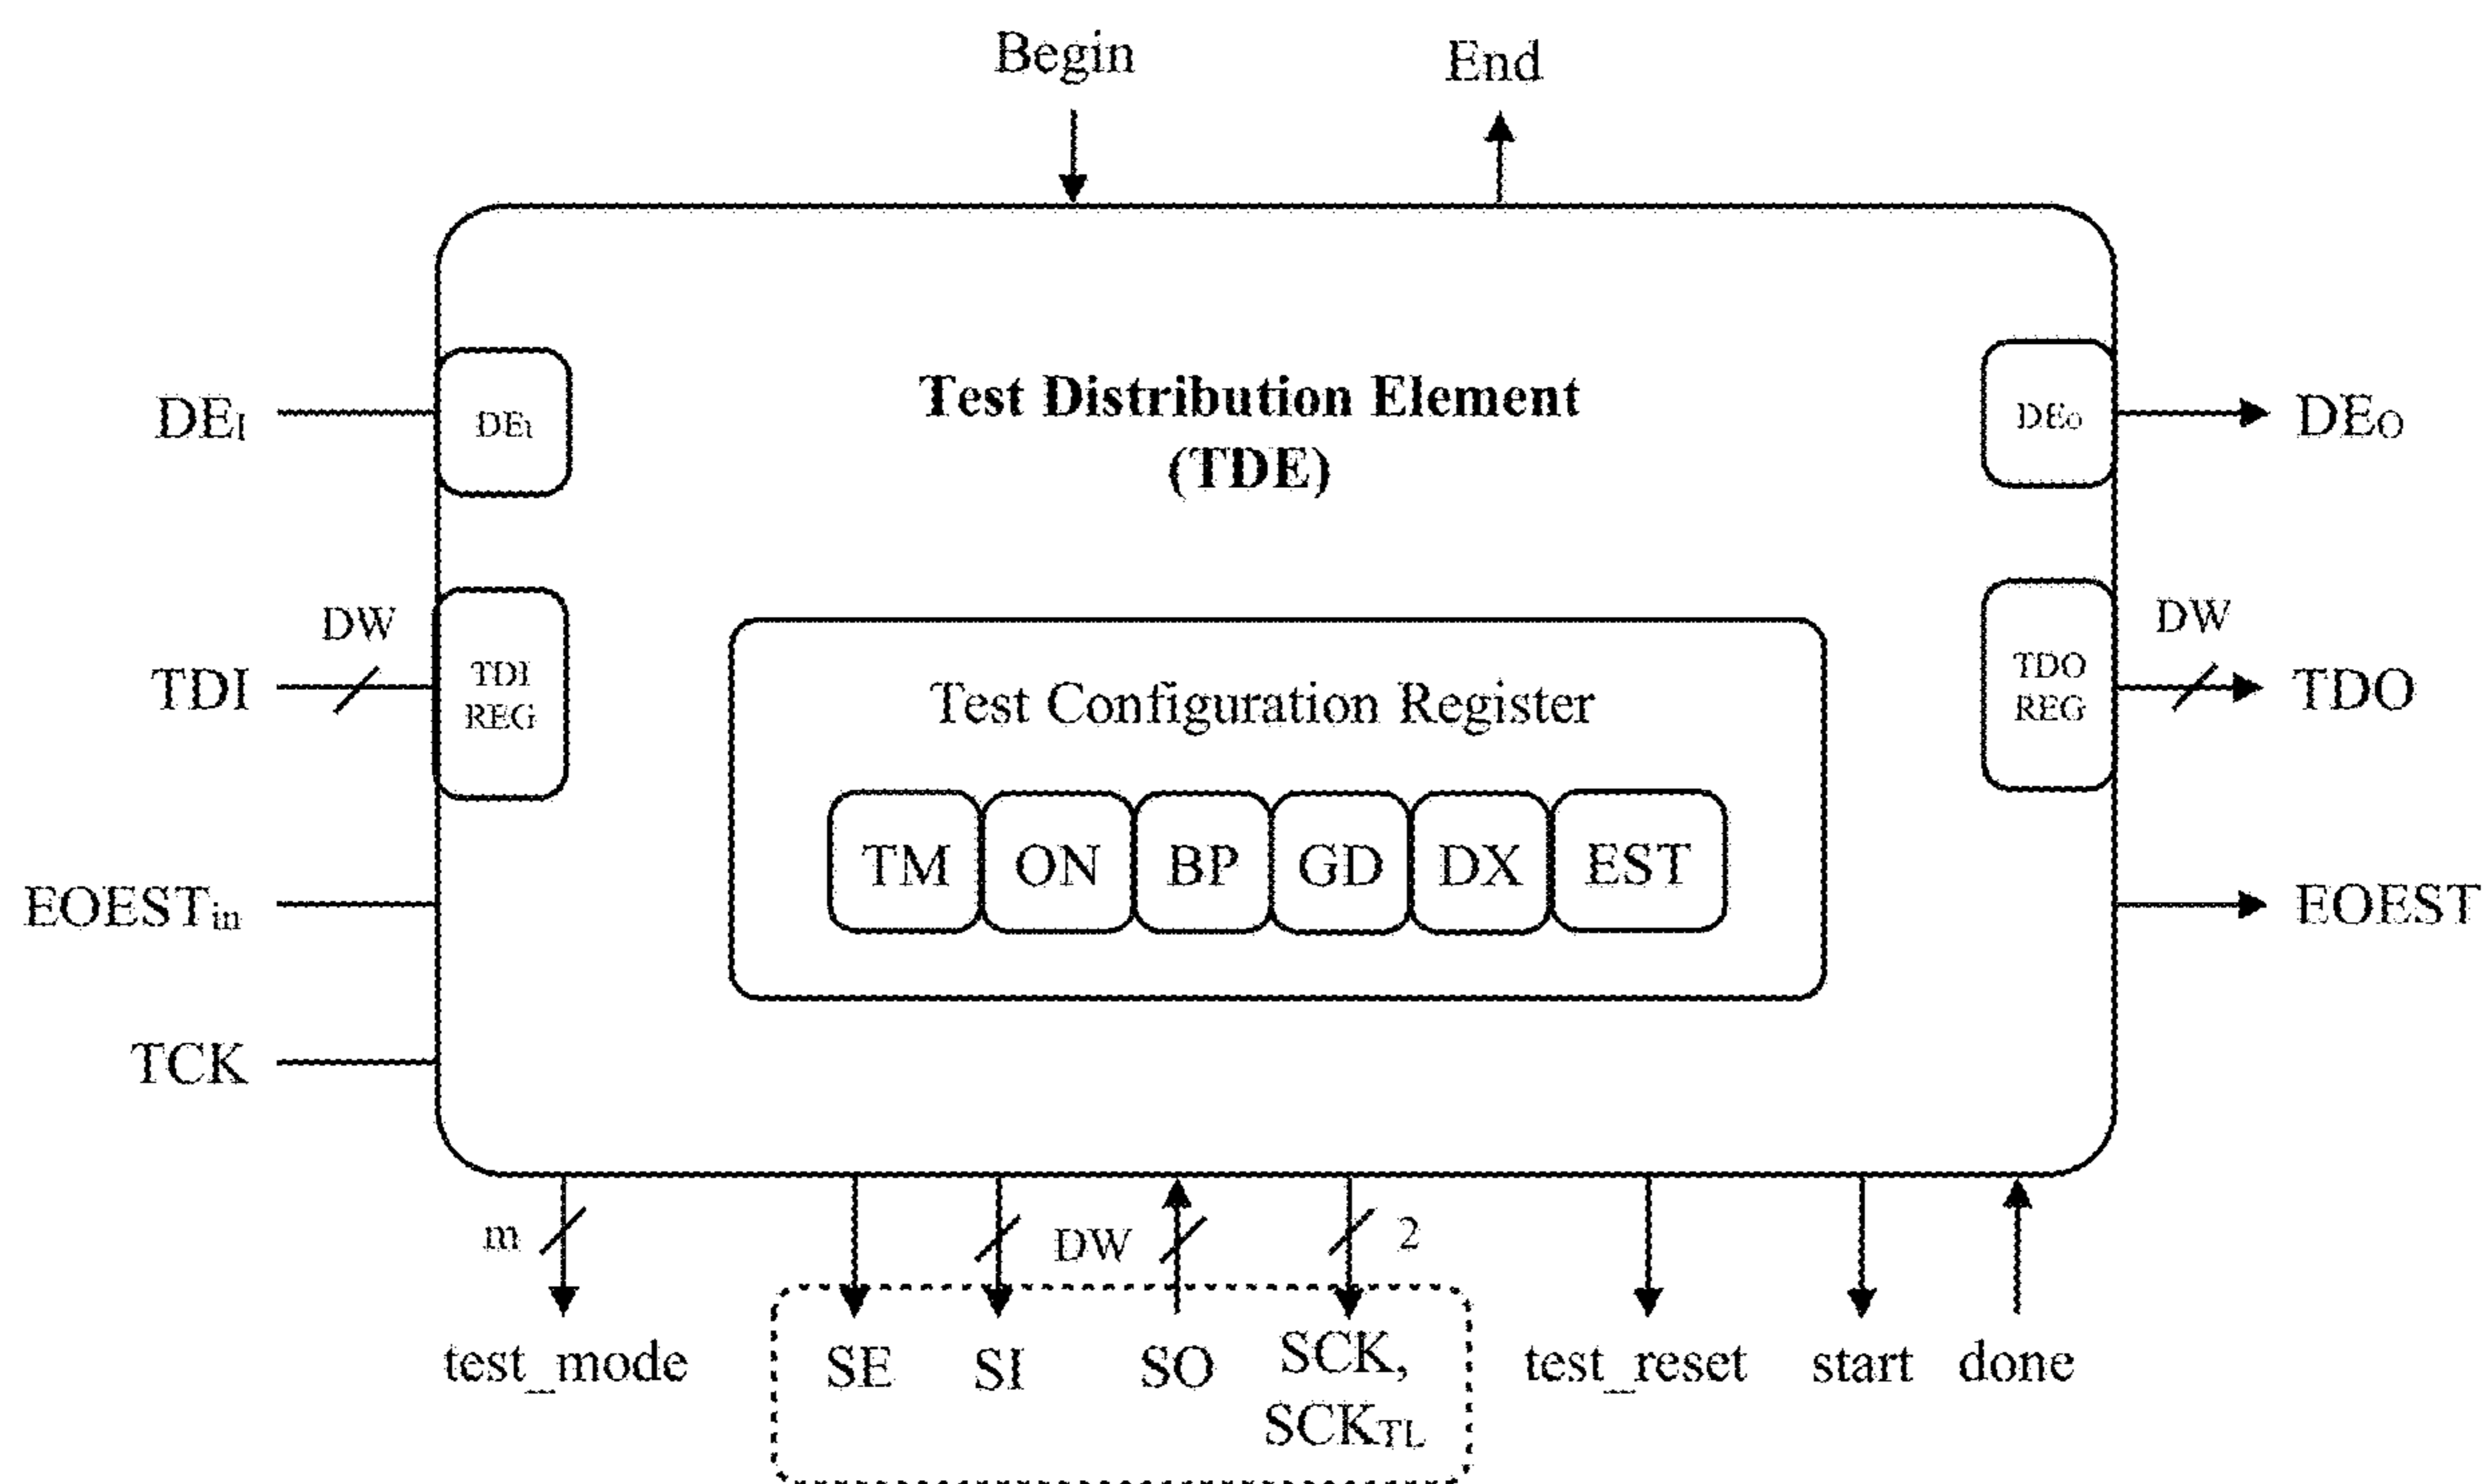 Begin
End
Test Distribution Element
(TDE)
DEI
DEI
DEO
DEO
DW
TDI
TDI
REG
Test Configuration Register
TM ON BP GD DX EST
TDO
REG
DW
TDO
EOESTin
EOEST
TCK
m
DW
2
test_mode
SE
SI
SO
SCK,
SCKTL
test_reset
start
done